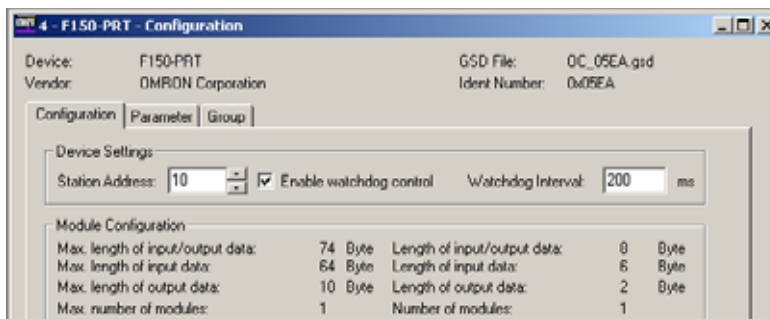 4 - F150-PRT - Configuration
Device: F150-PRT GSD File: OC_05EA.gsd
Vendor: OMRON Corporation Ident Number: 0x05EA
Configuration Parameter Group
Device Settings
Station Address: 10 Enable watchdog control Watchdog Interval: 200 ms
Module Configuration
Max. length of input/output data: 74 Byte Length of input/output data: 8 Byte
Max. length of input data: 64 Byte Length of input data: 6 Byte
Max. length of output data: 10 Byte Length of output data: 2 Byte
Max. number of modules: 1 Number of modules: 1